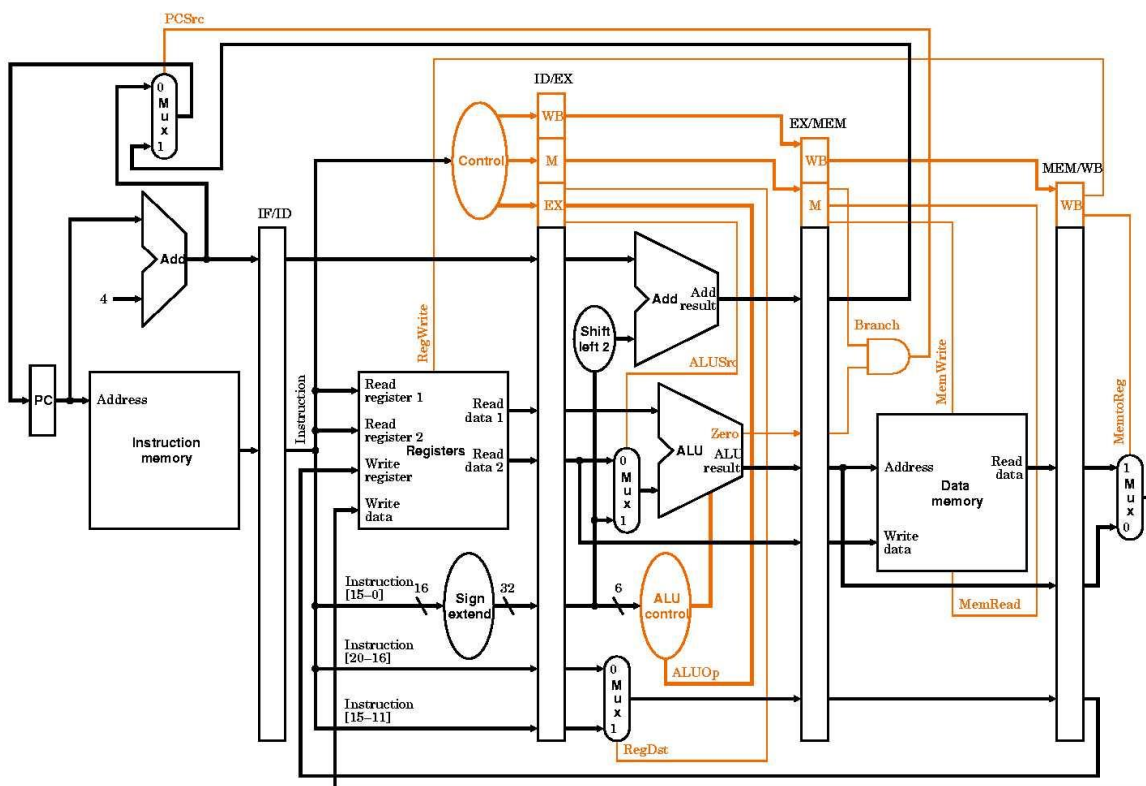 PCSrc
0
M
u
x
1
ID/EX
WB
Control
M
EX
EX/MEM
WB
M
MEM/WB
WB
IF/ID
Add
4
RegWrite
Add
Add
result
Shift
left 2
ALUSrc
Branch
MemWrite
MemtoReg
PC
Address
Instruction
memory
Instruction
Read
register 1
Read
register 2
Write
register
Write
data
Registers
Read
data 1
Read
data 2
0
M
u
x
1
ALU
Zero
ALU
result
Address
Read
data
Data
memory
Write
data
1
M
u
x
0
MemRead
Instruction
[15–0]
16
Sign
extend
32
6
ALU
control
ALUOp
Instruction
[20–16]
Instruction
[15–11]
0
M
u
x
1
RegDst